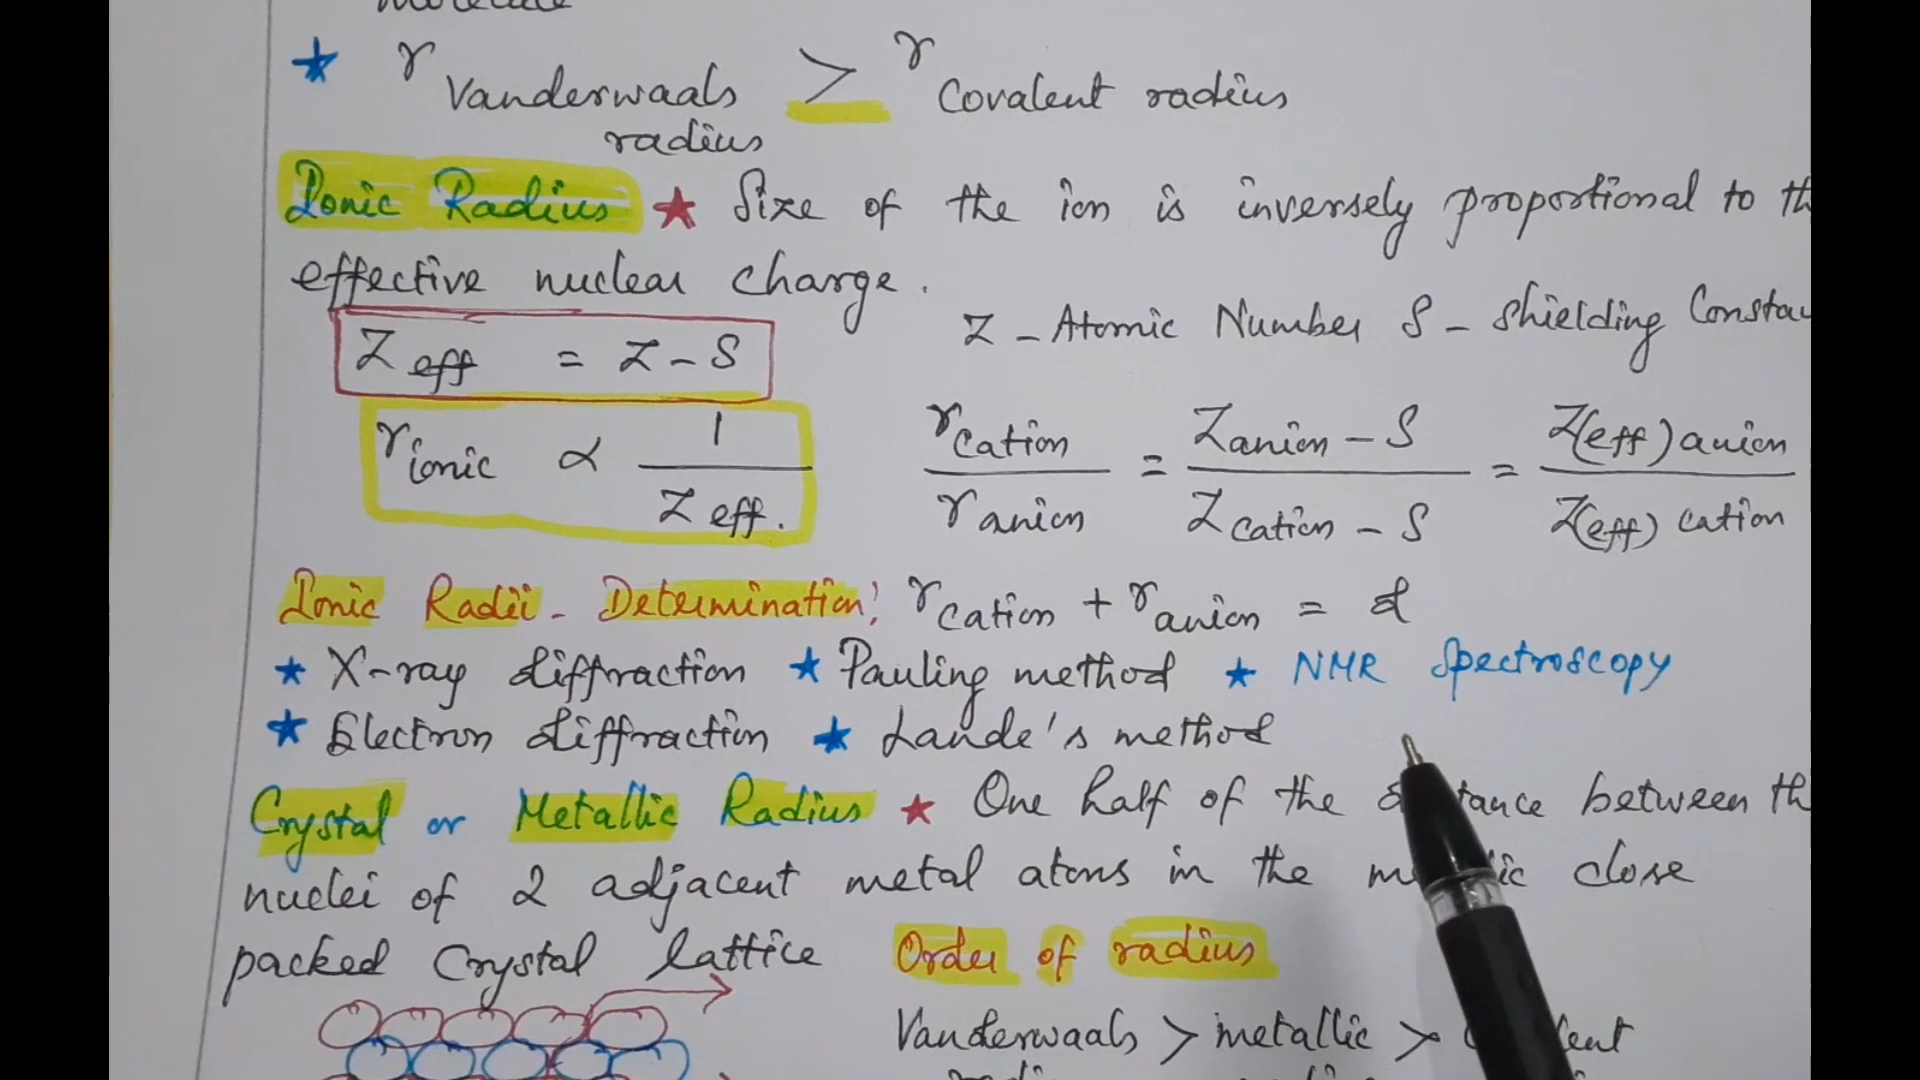 ★ r Vanderwaals radius > r Covalent radius
Ionic Radius ★ Size of the ion is inversely proportional to th
effective nuclear charge.
Z - Atomic Number S - Shielding Consta
Z eff = Z - S
r ionic ∝ 1 / Z eff.
r cation / r anion = Z anion - S / Z cation - S = Z(eff) anion / Z(eff) cation
Ionic Radii - Determination: r cation + r anion = d
★ X-ray diffraction ★ Pauling method ★ NMR Spectroscopy
★ Electron diffraction ★ Lande's method
Crystal or Metallic Radius ★ One half of the between th
nuclei of 2 adjacent metal atoms in the close
packed Crystal lattice
Order of radius
Vanderwaals > metallic >